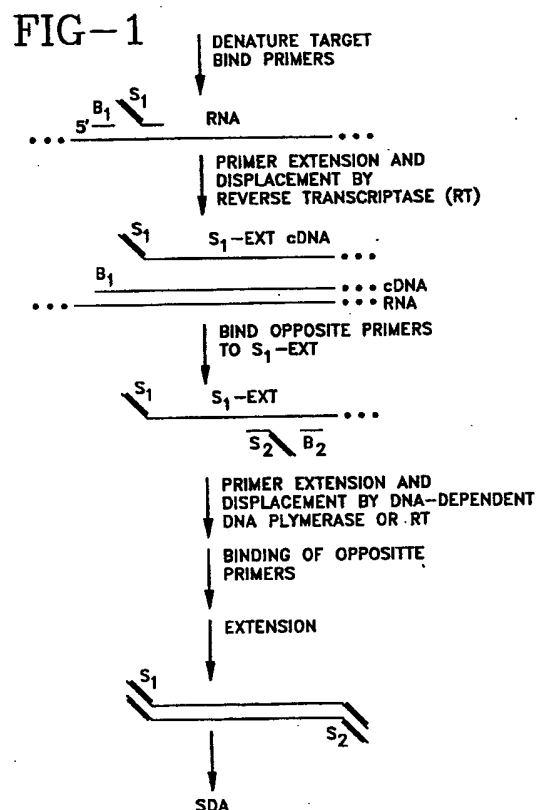 FIG-1
DENATURE TARGET
BIND PRIMERS
S1
B1
5'
RNA
PRIMER EXTENSION AND
DISPLACEMENT BY
REVERSE TRANSCRIPTASE (RT)
S1
S1-EXT cDNA
B1
cDNA
RNA
BIND OPPOSITE PRIMERS
TO S1-EXT
S1
S1-EXT
S2
B2
PRIMER EXTENSION AND
DISPLACEMENT BY DNA-DEPENDENT
DNA PLYMERASE OR RT
BINDING OF OPPOSITTE
PRIMERS
EXTENSION
S1
S2
SDA